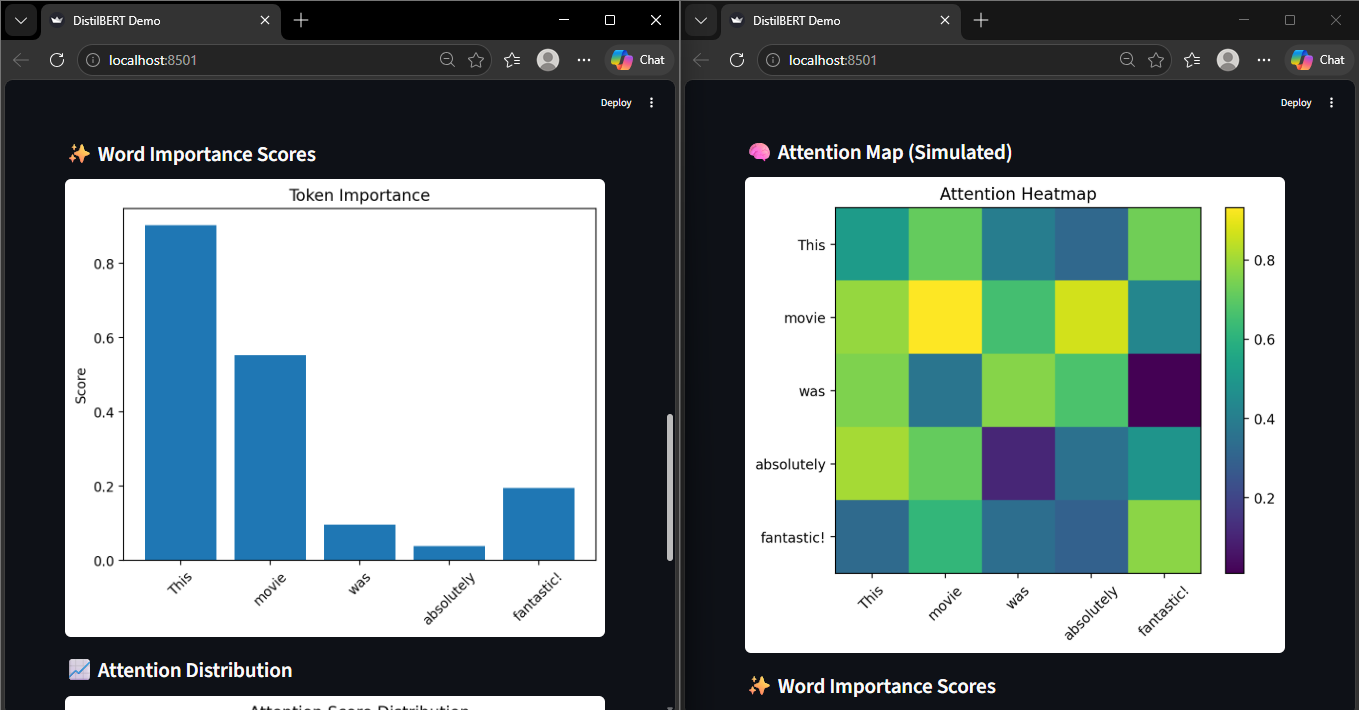 DistilBERT Demo
localhost:8501
Chat
Deploy
✨ Word Importance Scores
Token Importance
Score
0.8
0.6
0.4
0.2
0.0
This
movie
was
absolutely
fantastic!
📈 Attention Distribution
Attention Score Distribution
DistilBERT Demo
localhost:8501
Chat
Deploy
🧠 Attention Map (Simulated)
Attention Heatmap
This
movie
was
absolutely
fantastic!
This
movie
was
absolutely
fantastic!
0.8
0.6
0.4
0.2
✨ Word Importance Scores